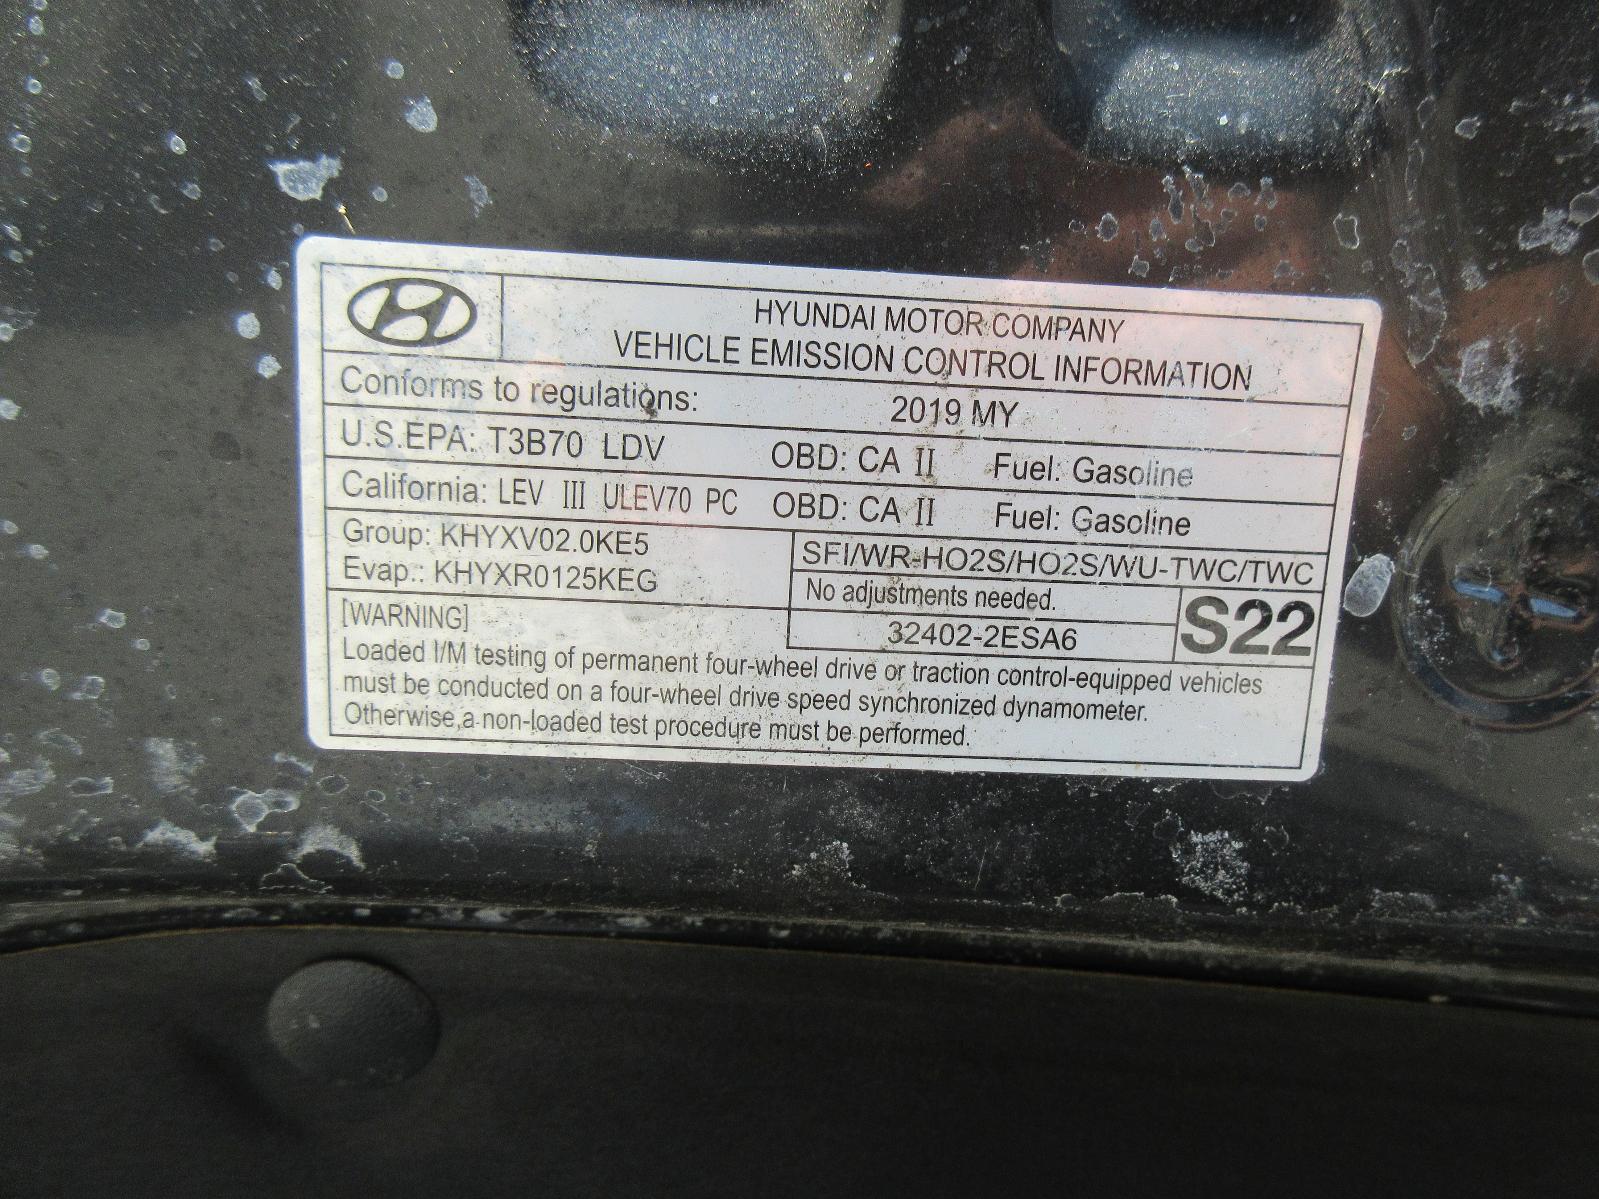 HYUNDAI MOTOR COMPANY
VEHICLE EMISSION CONTROL INFORMATION
Conforms to regulations: 2019 MY
U.S.EPA: T3B70 LDV OBD: CA II Fuel: Gasoline
California: LEV III ULEV70 PC OBD: CA II Fuel: Gasoline
Group: KHYXV02.0KE5
Evap.: KHYXR0125KEG
SFI/WR-HO2S/HO2S/WU-TWC/TWC
No adjustments needed.
32402-2ESA6
S22
[WARNING]
Loaded I/M testing of permanent four-wheel drive or traction control-equipped vehicles
must be conducted on a four-wheel drive speed synchronized dynamometer.
Otherwise,a non-loaded test procedure must be performed.